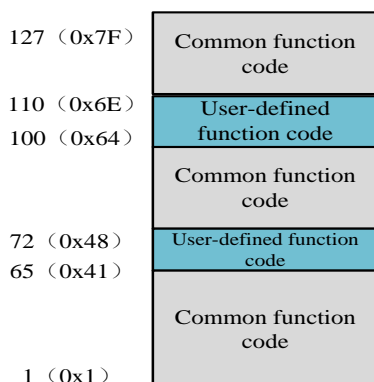 127（0x7F）
Common function
code
110（0x6E）
User-defined
function code
100（0x64）
Common function
code
72（0x48）
User-defined function
code
65（0x41）
Common function
code
1（0x1）